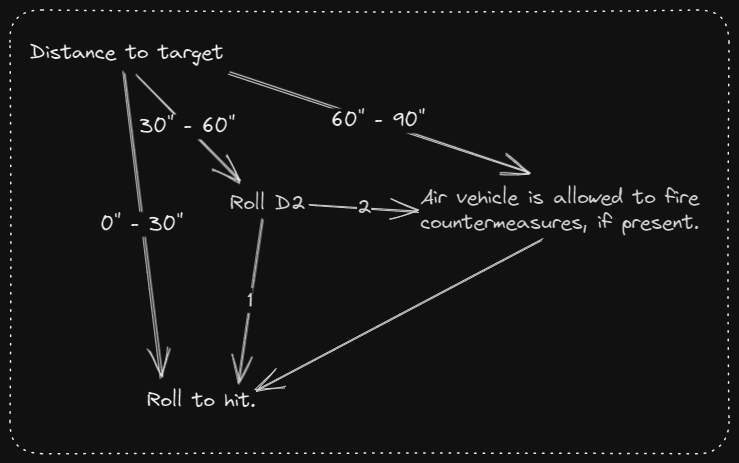 Distance to target
30" - 60"
60" - 90"
0" - 30"
Roll D2
2
Air vehicle is allowed to fire
countermeasures, if present.
1
Roll to hit.